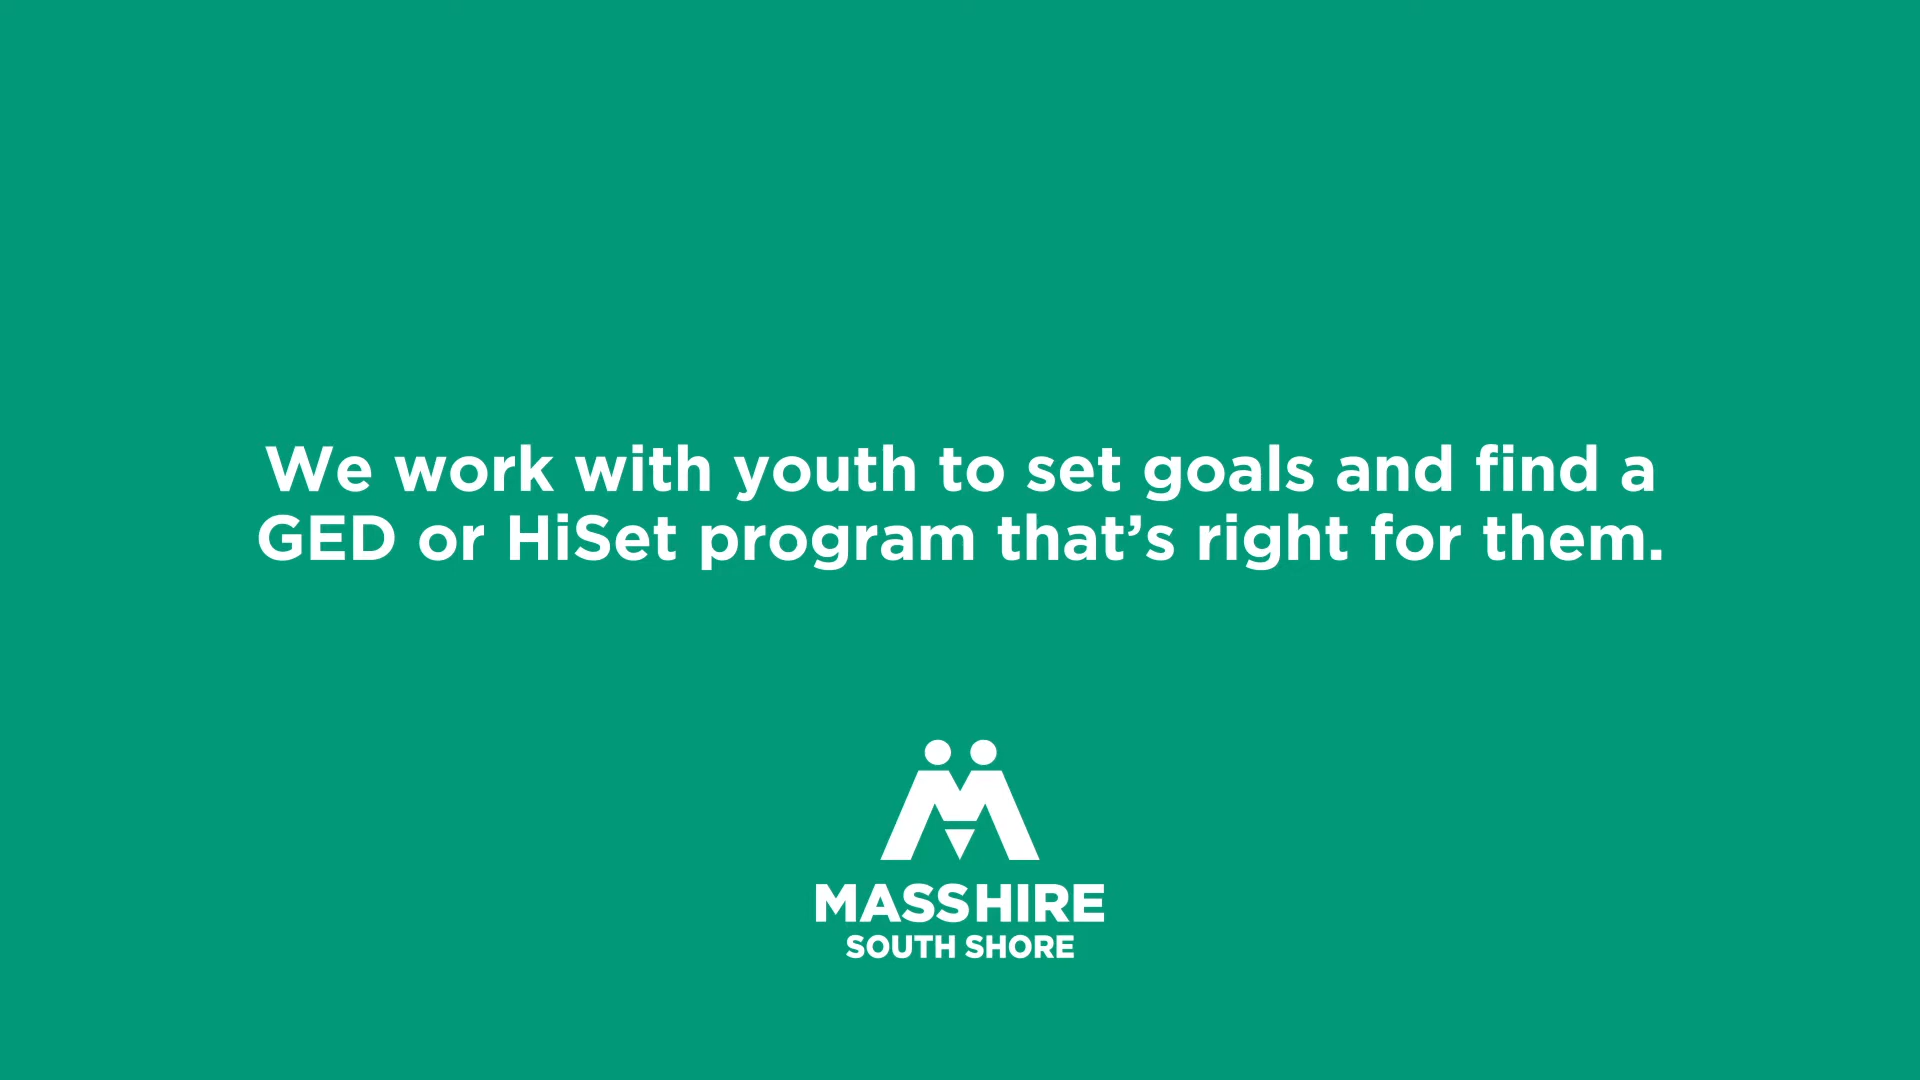 We work with youth to set goals and find a
GED or HiSet program that’s right for them.
MASSHIRE
SOUTH SHORE